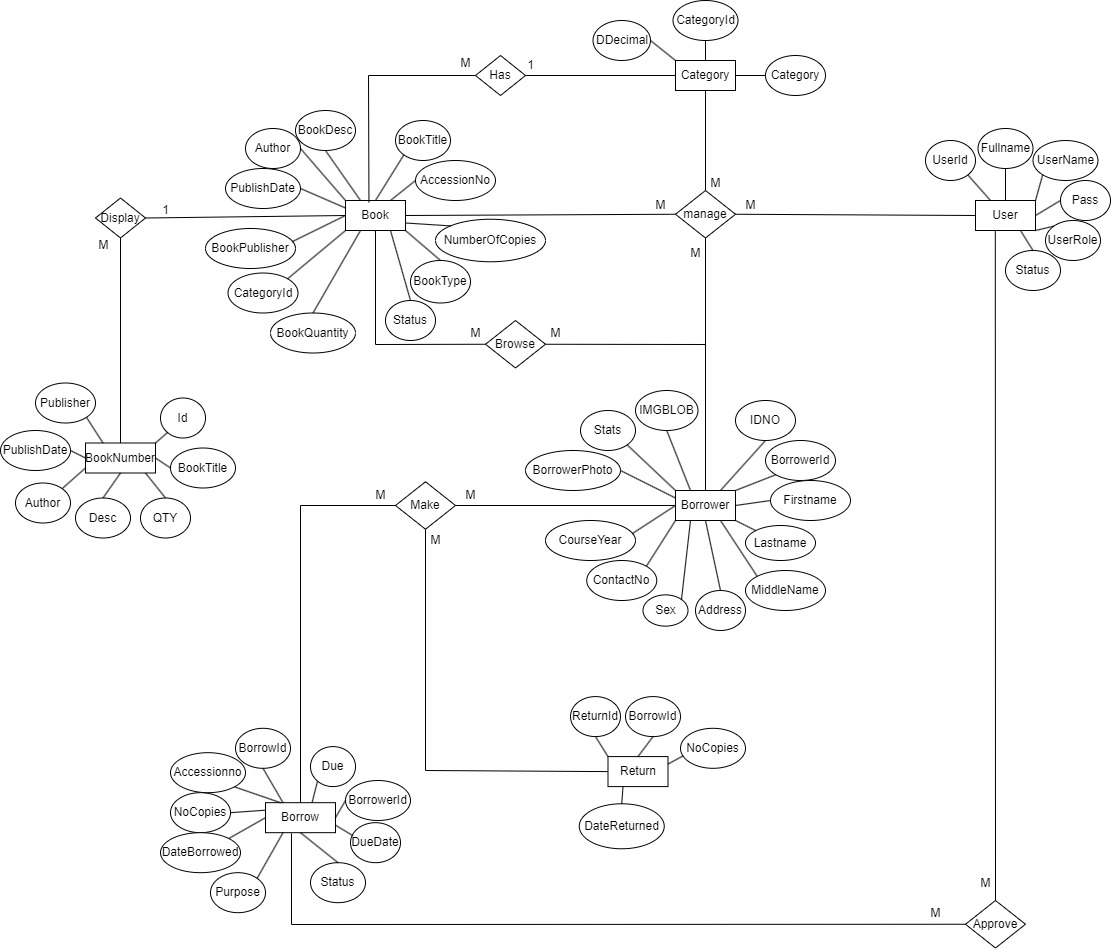 CategoryId
DDecimal
Category
Category
M
Has
1
BookDesc
BookTitle
Author
AccessionNo
PublishDate
Book
NumberOfCopies
BookPublisher
BookType
CategoryId
Status
BookQuantity
Display
1
M
M
M
manage
M
M
Fullname
UserId
UserName
Pass
User
UserRole
Status
M
Browse
M
Publisher
Id
PublishDate
BookNumber
BookTitle
Author
Desc
QTY
IMGBLOB
IDNO
Stats
BorrowerId
BorrowerPhoto
Firstname
Borrower
CourseYear
Lastname
ContactNo
MiddleName
Sex
Address
M
Make
M
M
ReturnId
BorrowId
NoCopies
Return
DateReturned
BorrowId
Due
Accessionno
BorrowerId
NoCopies
Borrow
DueDate
DateBorrowed
Status
Purpose
M
M
Approve